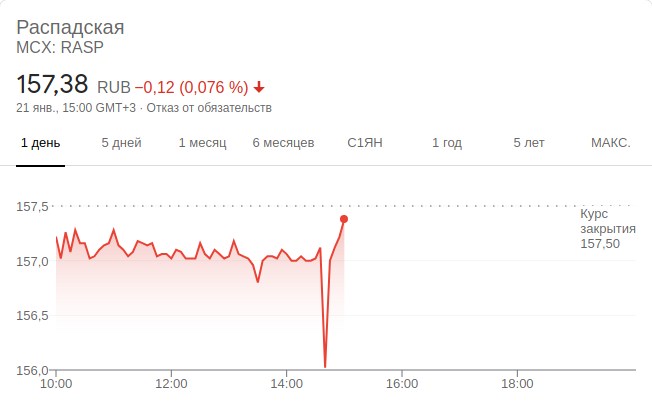 Распадская
MCX: RASP
157,38 RUB −0,12 (0,076 %)
21 янв., 15:00 GMT+3 · Отказ от обязательств
1 день 5 дней 1 месяц 6 месяцев С1ЯН 1 год 5 лет МАКС.
157,5
Курс
закрытия
157,50
157,0
156,5
156,0
10:00 12:00 14:00 16:00 18:00